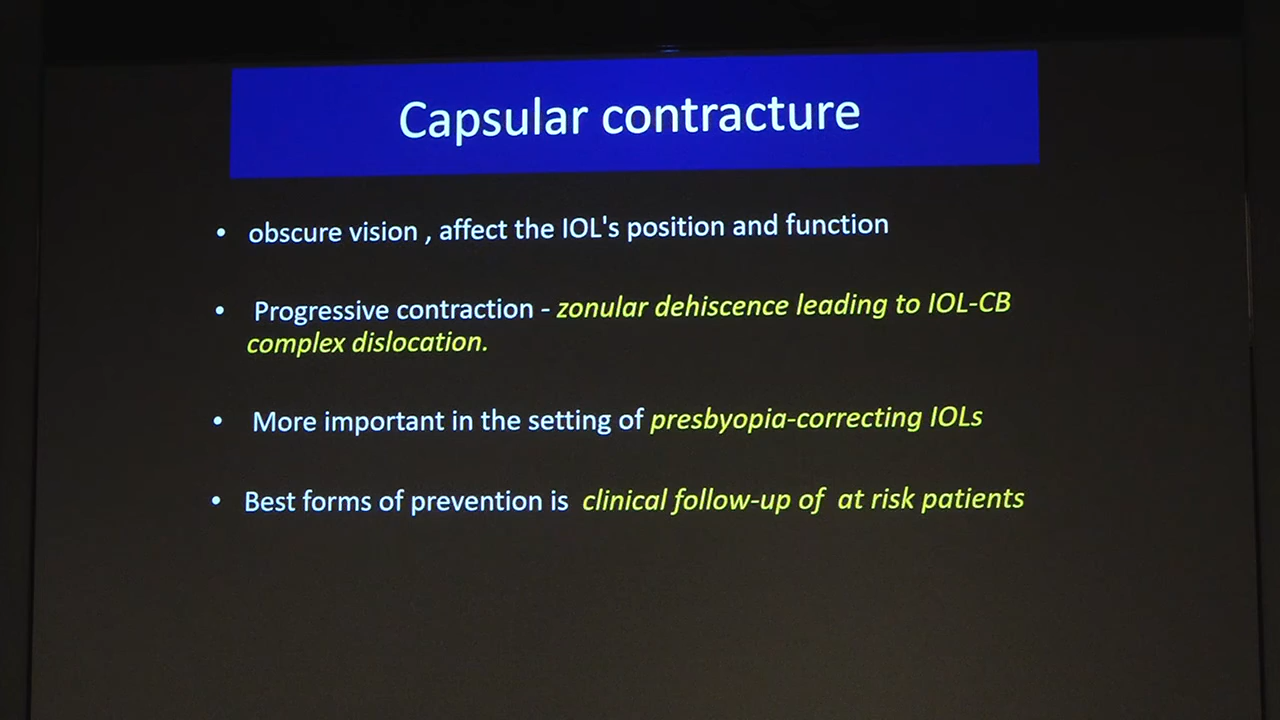 Capsular contracture
• obscure vision , affect the IOL's position and function
• Progressive contraction - zonular dehiscence leading to IOL-CB
complex dislocation.
• More important in the setting of presbyopia-correcting IOLs
• Best forms of prevention is clinical follow-up of at risk patients